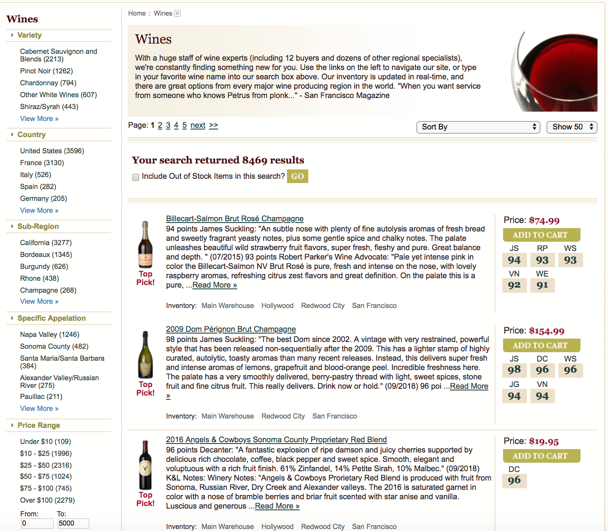 Wines
Variety
Cabernet Sauvignon and
Blends (2213)
Pinot Noir (1262)
Chardonnay (794)
Other White Wines (607)
Shiraz/Syrah (443)
View More »
Country
United States (3596)
France (3130)
Italy (526)
Spain (282)
Germany (205)
View More »
Sub-Region
California (3277)
Bordeaux (1345)
Burgundy (626)
Rhone (438)
Champagne (268)
View More »
Specific Appelation
Napa Valley (1246)
Sonoma County (482)
Santa Maria/Santa Barbara
(384)
Alexander Valley/Russian
River (275)
Pauillac (211)
View More »
Price Range
Under $10 (109)
$10 - $25 (1996)
$25 - $50 (2316)
$50 - $75 (1024)
$75 - $100 (745)
Over $100 (2279)
From: To:
0 5000
Home : Wines
Wines
With a huge staff of wine experts (including 12 buyers and dozens of other regional specialists),
we're constantly finding something new for you. Use the links on the left to navigate our site, or type
in your favorite wine name into our search box above. Our inventory is updated in real-time, and
there are great options from every major wine producing region in the world. "When you want service
from someone who knows Petrus from plonk..." - San Francisco Magazine
Page: 1 2 3 4 5 next >>
Sort By
Show 50
Your search returned 8469 results
Include Out of Stock Items in this search? GO
Billecart-Salmon Brut Rosé Champagne
94 points James Suckling: "An subtle nose with plenty of fine autolysis aromas of fresh bread
and sweetly fragrant yeasty notes, plus some gentle spice and chalky notes. The palate
unleashes beautiful wild strawberry fruit flavors, super fresh, fleshy and pure. Great balance
and depth. " (07/2015) 93 points Robert Parker's Wine Advocate: "Pale yet intense pink in
color the Billecart-Salmon NV Brut Rosé is pure, fresh and intense on the nose, with lovely
raspberry aromas, refreshing citrus zest flavors and great definition. On the palate this is a
pure, ...Read More »
Top
Pick!
Inventory: Main Warehouse Hollywood Redwood City San Francisco
Price: $74.99
ADD TO CART
JS RP WS
94 93 93
VN WE
92 91
2009 Dom Pérignon Brut Champagne
98 points James Suckling: "The best Dom since 2002. A vintage with very restrained, powerful
style that has been released non-sequentially after the 2009. This has a lighter stamp of highly
curated, autolytic, toasty aromas than many recent releases. Instead, this delivers super fresh
and intense aromas of lemons, grapefruit and blood-orange peel. Incredible freshness here.
The palate has a very smoothly delivered, berry-pastry thread with light, sweet spices, stone
fruit and fine citrus fruit. This really delivers. Drink now or hold." (09/2018) 96 poi ...Read More
»
Top
Pick!
Inventory: Main Warehouse Redwood City San Francisco
Price: $154.99
ADD TO CART
JS DC WS
98 96 96
JG VN
94 94
2016 Angels & Cowboys Sonoma County Proprietary Red Blend
96 points Decanter: "A fantastic explosion of ripe damson and juicy cherries supported by
delicious rich chocolate, coffee, black pepper and sweet spice. Smooth, elegant and
voluptuous with a rich fruit finish. 61% Zinfandel, 14% Petite Sirah, 10% Malbec." (09/2018)
K&L Notes: Winery Notes: "Angels & Cowboys Proprietary Red is produced with fruit from
Sonoma, Russian River, Dry Creek and Alexander valleys. The 2016 is saturated garnet in
color with a nose of bramble berries and briar fruit scented with star anise and vanilla.
Luscious and generous ...Read More »
Top
Pick!
Price: $19.95
ADD TO CART
DC
96